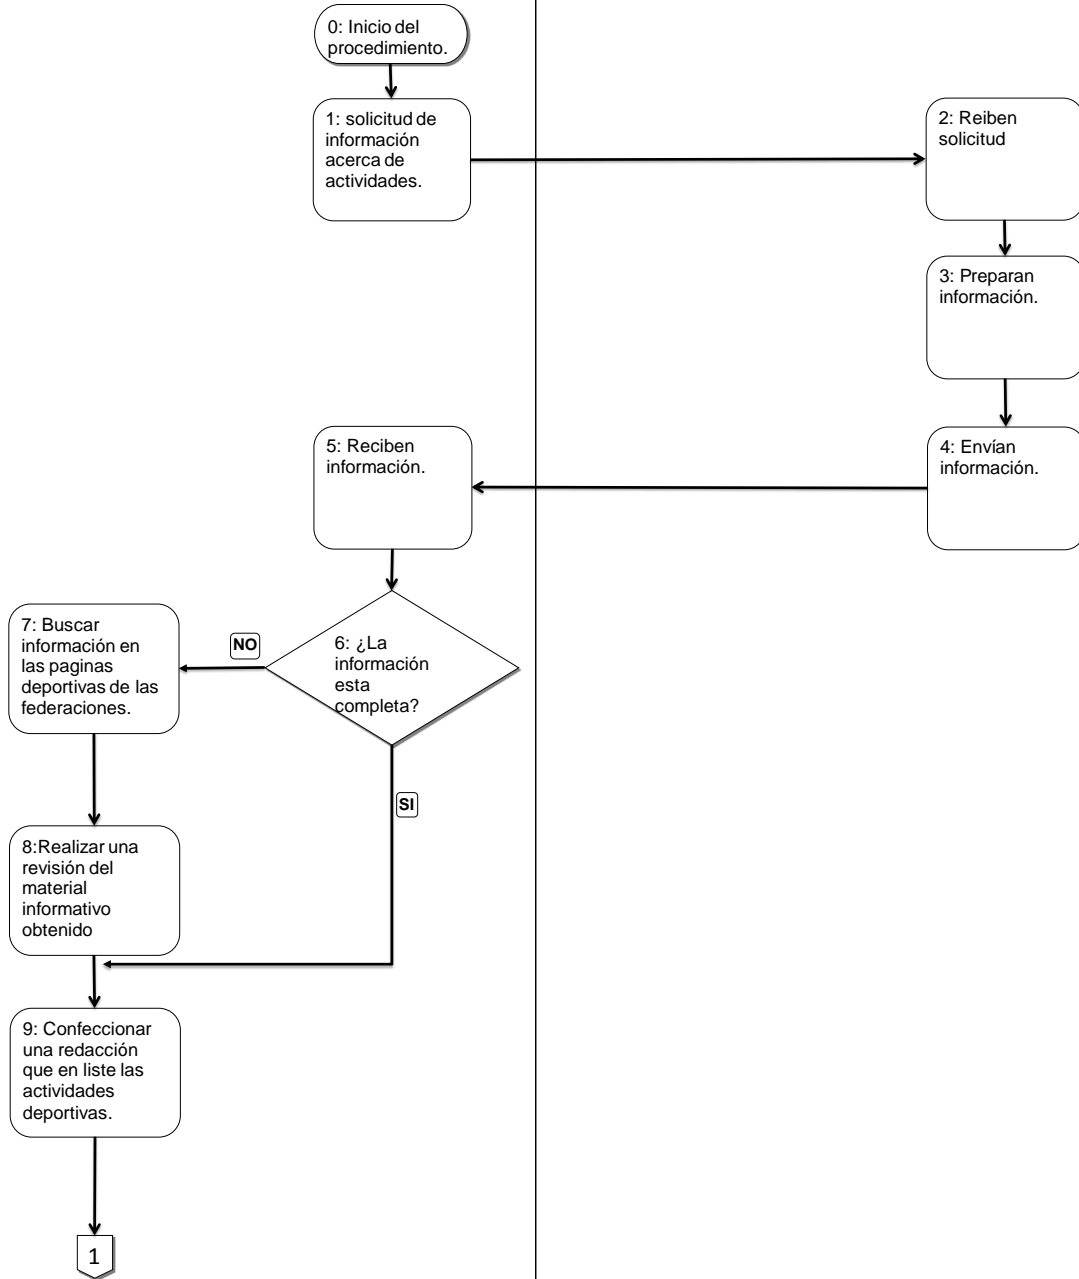 0: Inicio del
procedimiento.
1: solicitud de
información
acerca de
actividades.
2: Reiben
solicitud
3: Preparan
información.
4: Envían
información.
5: Reciben
información.
6: ¿La
información
esta
completa?
NO
SI
7: Buscar
información en
las paginas
deportivas de las
federaciones.
8:Realizar una
revisión del
material
informativo
obtenido
9: Confeccionar
una redacción
que en liste las
actividades
deportivas.
1